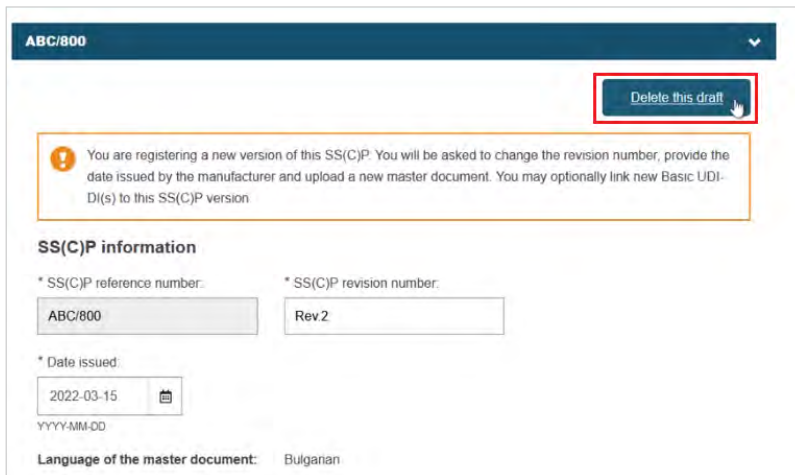 ABC/800
Delete this draft
You are registering a new version of this SS(C)P. You will be asked to change the revision number, provide the
date issued by the manufacturer and upload a new master document. You may optionally link new Basic UDI-
DI(s) to this SS(C)P version
SS(C)P information
* SS(C)P reference number: * SS(C)P revision number:
ABC/800 Rev.2
* Date issued:
2022-03-15
YYYY-MM-DD
Language of the master document: Bulganan